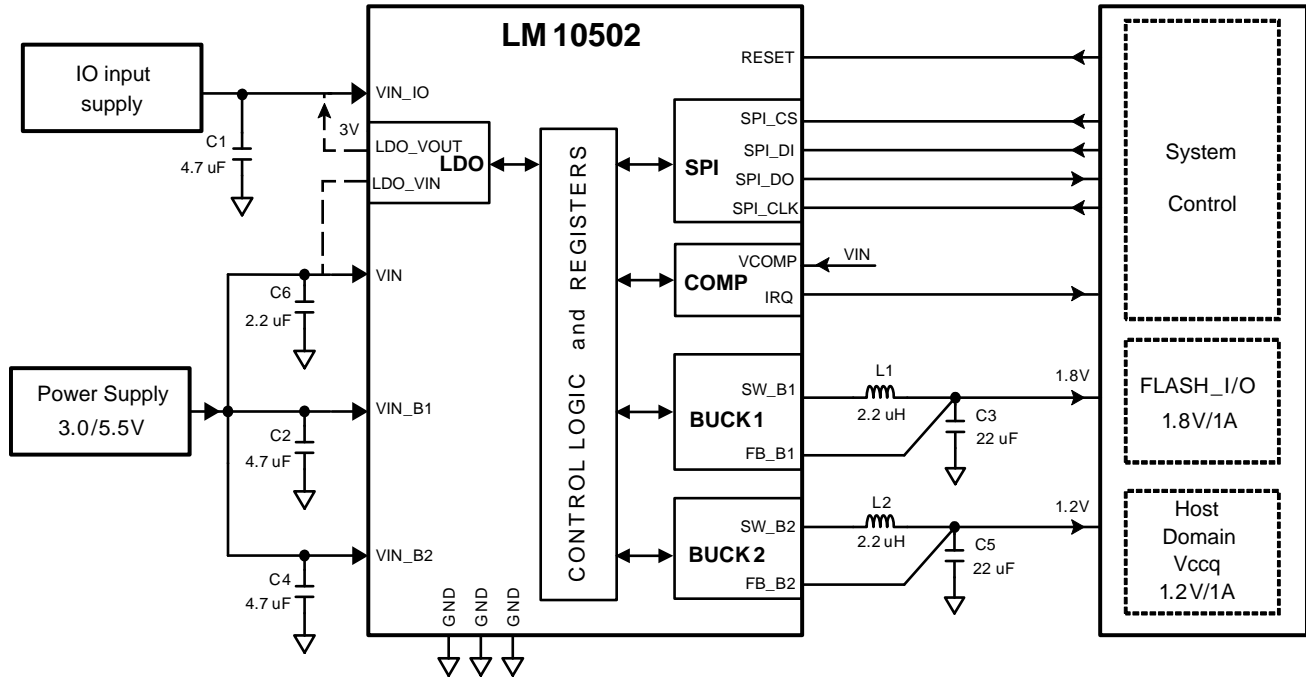 LM 10502
IO input
supply
C1
4.7 uF
VIN_IO
3V
LDO_VOUT
LDO
LDO_VIN
C6
2.2 uF
VIN
Power Supply
3.0/5.5V
C2
4.7 uF
VIN_B1
C4
4.7 uF
VIN_B2
GND
GND
GND
CONTROL LOGIC and REGISTERS
RESET
SPI
SPI_CS
SPI_DI
SPI_DO
SPI_CLK
COMP
VCOMP
VIN
IRQ
BUCK1
SW_B1
FB_B1
L1
2.2 uH
C3
22 uF
1.8V
BUCK2
SW_B2
FB_B2
L2
2.2 uH
C5
22 uF
1.2V
System
Control
FLASH_I/O
1.8V/1A
Host
Domain
Vccq
1.2V/1A